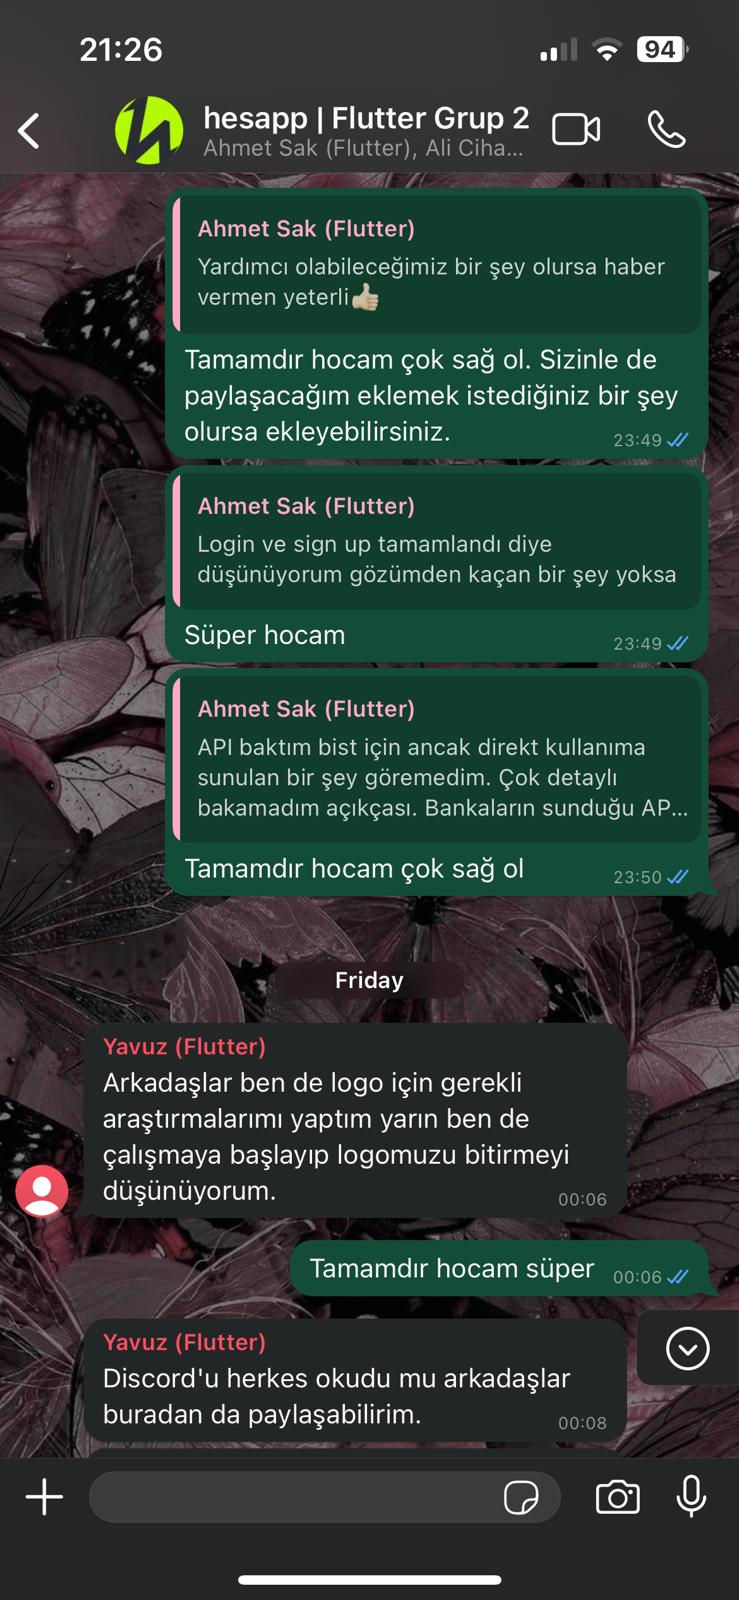 21:26
94
hesapp | Flutter Grup 2
Ahmet Sak (Flutter), Ali Ciha...
Ahmet Sak (Flutter)
Yardımcı olabileceğimiz bir şey olursa haber
vermen yeterli👍🏻
Tamamdır hocam çok sağ ol. Sizinle de
paylaşacağım eklemek istediğiniz bir şey
olursa ekleyebilirsiniz.
23:49
Ahmet Sak (Flutter)
Login ve sign up tamamlandı diye
düşünüyorum gözümden kaçan bir şey yoksa
Süper hocam
23:49
Ahmet Sak (Flutter)
API baktım bist için ancak direkt kullanıma
sunulan bir şey göremedim. Çok detaylı
bakamadım açıkçası. Bankaların sunduğu AP...
Tamamdır hocam çok sağ ol
23:50
Friday
Yavuz (Flutter)
Arkadaşlar ben de logo için gerekli
araştırmalarımı yaptım yarın ben de
çalışmaya başlayıp logomuzu bitirmeyi
düşünüyorum.
00:06
Tamamdır hocam süper
00:06
Yavuz (Flutter)
Discord'u herkes okudu mu arkadaşlar
buradan da paylaşabilirim.
00:08